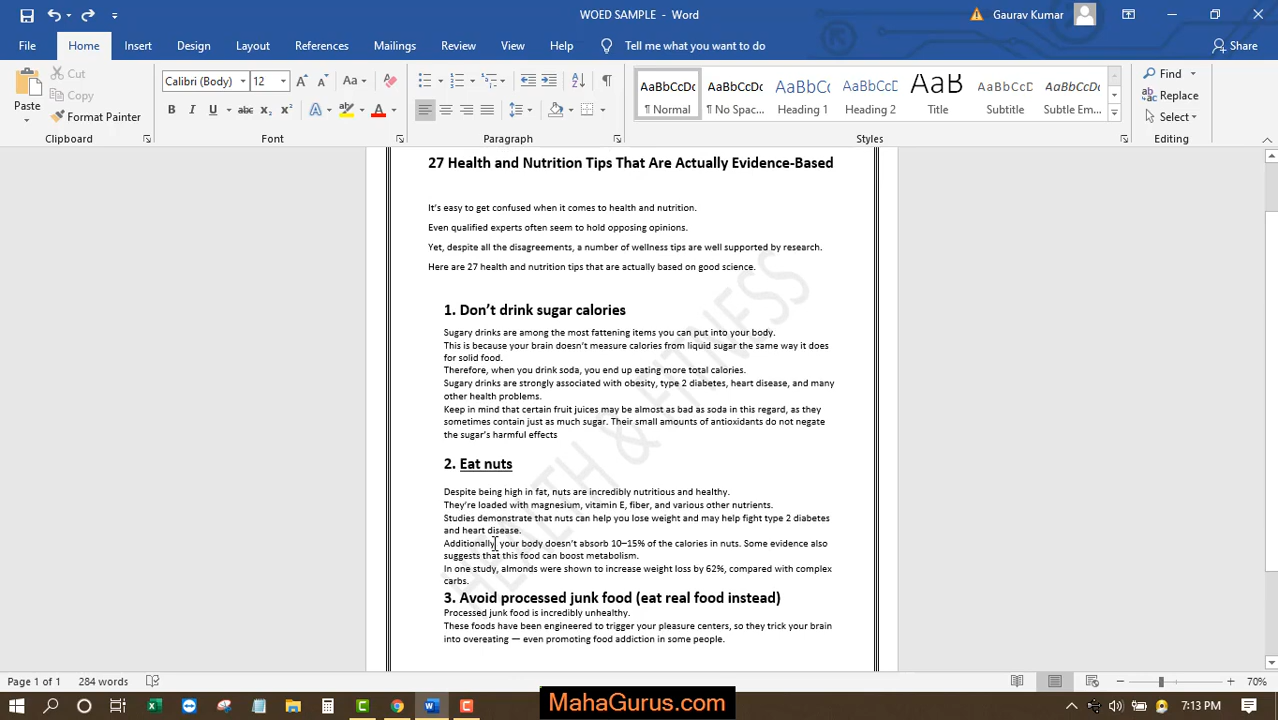 WOED SAMPLE - Word
Gaurav Kumar
File Home Insert Design Layout References Mailings Review View Help Tell me what you want to do Share
Paste
Cut
Copy
Format Painter
Clipboard
Calibri (Body) 12
Font
Paragraph
AaBbCcDc AaBbCcDc AaBbCc AaBbCcD AaB AaBbCcD AaBbCcDc
¶ Normal ¶ No Spac... Heading 1 Heading 2 Title Subtitle Subtle Em...
Styles
Find
Replace
Select
Editing
27 Health and Nutrition Tips That Are Actually Evidence-Based
It's easy to get confused when it comes to health and nutrition.
Even qualified experts often seem to hold opposing opinions.
Yet, despite all the disagreements, a number of wellness tips are well supported by research.
Here are 27 health and nutrition tips that are actually based on good science.
1. Don't drink sugar calories
Sugary drinks are among the most fattening items you can put into your body.
This is because your brain doesn't measure calories from liquid sugar the same way it does
for solid food.
Therefore, when you drink soda, you end up eating more total calories.
Sugary drinks are strongly associated with obesity, type 2 diabetes, heart disease, and many
other health problems.
Keep in mind that certain fruit juices may be almost as bad as soda in this regard, as they
sometimes contain just as much sugar. Their small amounts of antioxidants do not negate
the sugar's harmful effects
2. Eat nuts
Despite being high in fat, nuts are incredibly nutritious and healthy.
They're loaded with magnesium, vitamin E, fiber, and various other nutrients.
Studies demonstrate that nuts can help you lose weight and may help fight type 2 diabetes
and heart disease.
Additionally, your body doesn't absorb 10–15% of the calories in nuts. Some evidence also
suggests that this food can boost metabolism.
In one study, almonds were shown to increase weight loss by 62%, compared with complex
carbs.
3. Avoid processed junk food (eat real food instead)
Processed junk food is incredibly unhealthy.
These foods have been engineered to trigger your pleasure centers, so they trick your brain
into overeating — even promoting food addiction in some people.
HEALTH & FITNESS
Page 1 of 1 284 words 70%
MahaGurus.com
7:13 PM